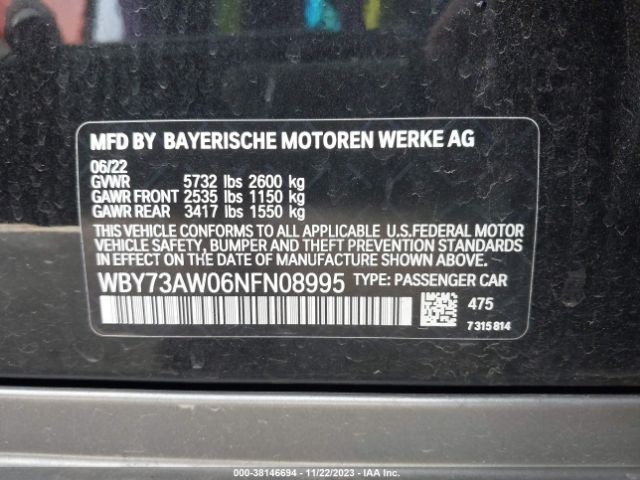 MFD BY BAYERISCHE MOTOREN WERKE AG
06/22
GVWR 5732 lbs 2600 kg
GAWR FRONT 2535 lbs 1150 kg
GAWR REAR 3417 lbs 1550 kg
THIS VEHICLE CONFORMS TO ALL APPLICABLE U.S.FEDERAL MOTOR
VEHICLE SAFETY, BUMPER AND THEFT PREVENTION STANDARDS
IN EFFECT ON THE DATE OF MANUFACTURE SHOWN ABOVE.
WBY73AW06NFN08995 TYPE: PASSENGER CAR
475
7 315 814
© COPYRIGHT (000-38146694 - 11/22/2023 - IAA Inc.